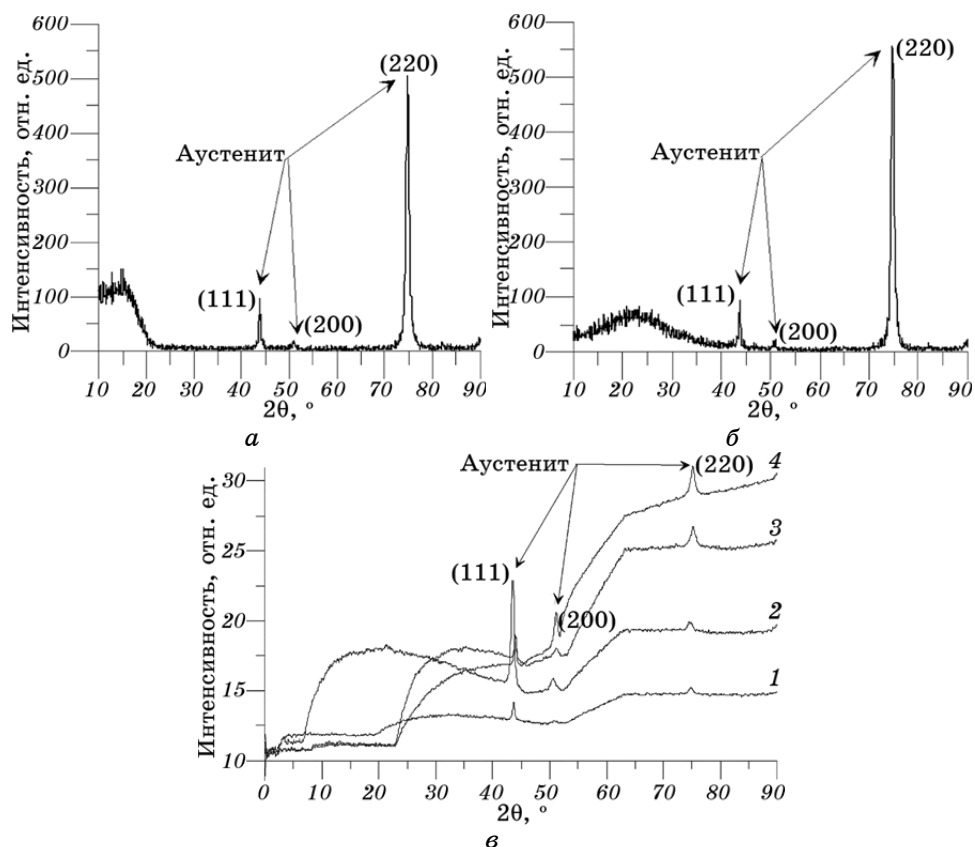 600
500
400
300
200
100
0
Интенсивность, отн. ед.
(220)
Аустенит
(111)
(200)
10 20 30 40 50 60 70 80 90
2θ, °
а
600
500
400
300
200
100
0
Интенсивность, отн. ед.
(220)
Аустенит
(111)
(200)
10 20 30 40 50 60 70 80 90
2θ, °
б
30
25
20
15
10
Интенсивность, отн. ед.
Аустенит
(220)
4
3
(111)
(200)
2
1
0 10 20 30 40 50 60 70 80 90
2θ, °
в